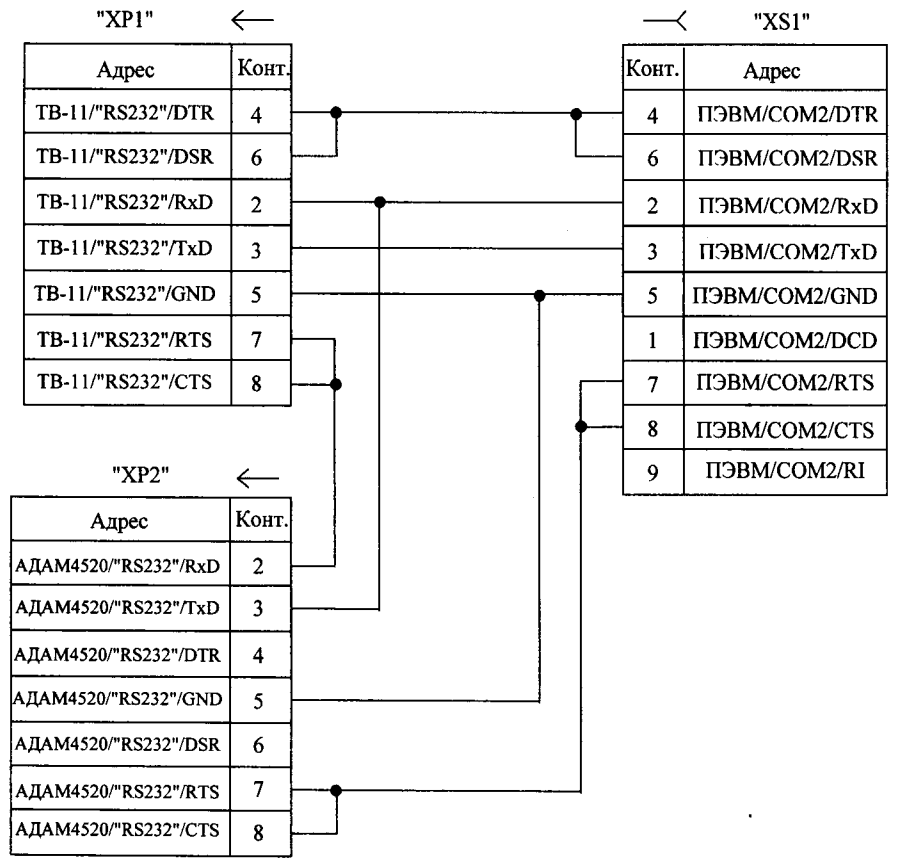 "XP1"
Адрес Конт.
ТВ-11/"RS232"/DTR 4
ТВ-11/"RS232"/DSR 6
ТВ-11/"RS232"/RxD 2
ТВ-11/"RS232"/TxD 3
ТВ-11/"RS232"/GND 5
ТВ-11/"RS232"/RTS 7
ТВ-11/"RS232"/CTS 8
"XS1"
Конт. Адрес
4 ПЭВМ/COM2/DTR
6 ПЭВМ/COM2/DSR
2 ПЭВМ/COM2/RxD
3 ПЭВМ/COM2/TxD
5 ПЭВМ/COM2/GND
1 ПЭВМ/COM2/DCD
7 ПЭВМ/COM2/RTS
8 ПЭВМ/COM2/CTS
9 ПЭВМ/COM2/RI
"XP2"
Адрес Конт.
АДАМ4520/"RS232"/RxD 2
АДАМ4520/"RS232"/TxD 3
АДАМ4520/"RS232"/DTR 4
АДАМ4520/"RS232"/GND 5
АДАМ4520/"RS232"/DSR 6
АДАМ4520/"RS232"/RTS 7
АДАМ4520/"RS232"/CTS 8